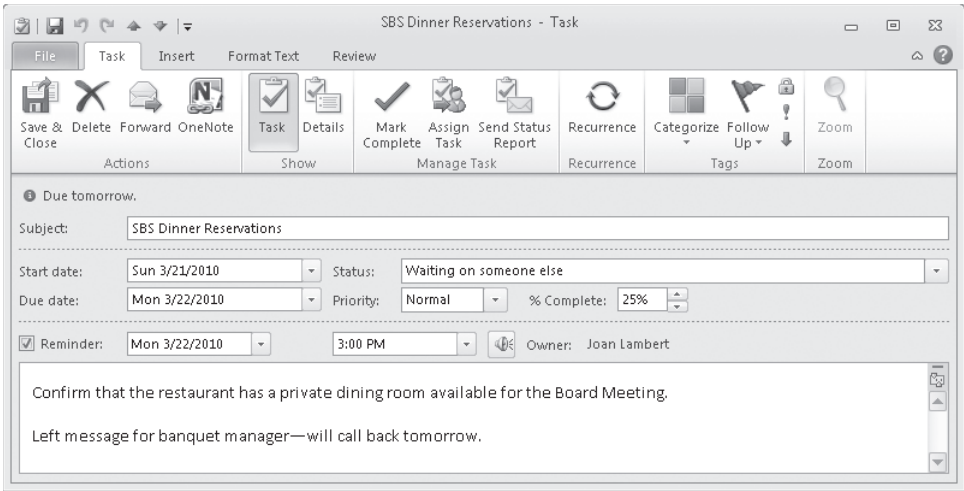 SBS Dinner Reservations - Task
File Task Insert Format Text Review
Save & Close Delete Forward OneNote Task Details Mark Complete Assign Task Send Status Report Recurrence Categorize Follow Up Zoom
Actions Show Manage Task Recurrence Tags Zoom
Due tomorrow.
Subject: SBS Dinner Reservations
Start date: Sun 3/21/2010 Status: Waiting on someone else
Due date: Mon 3/22/2010 Priority: Normal % Complete: 25%
Reminder: Mon 3/22/2010 3:00 PM Owner: Joan Lambert
Confirm that the restaurant has a private dining room available for the Board Meeting.
Left message for banquet manager—will call back tomorrow.